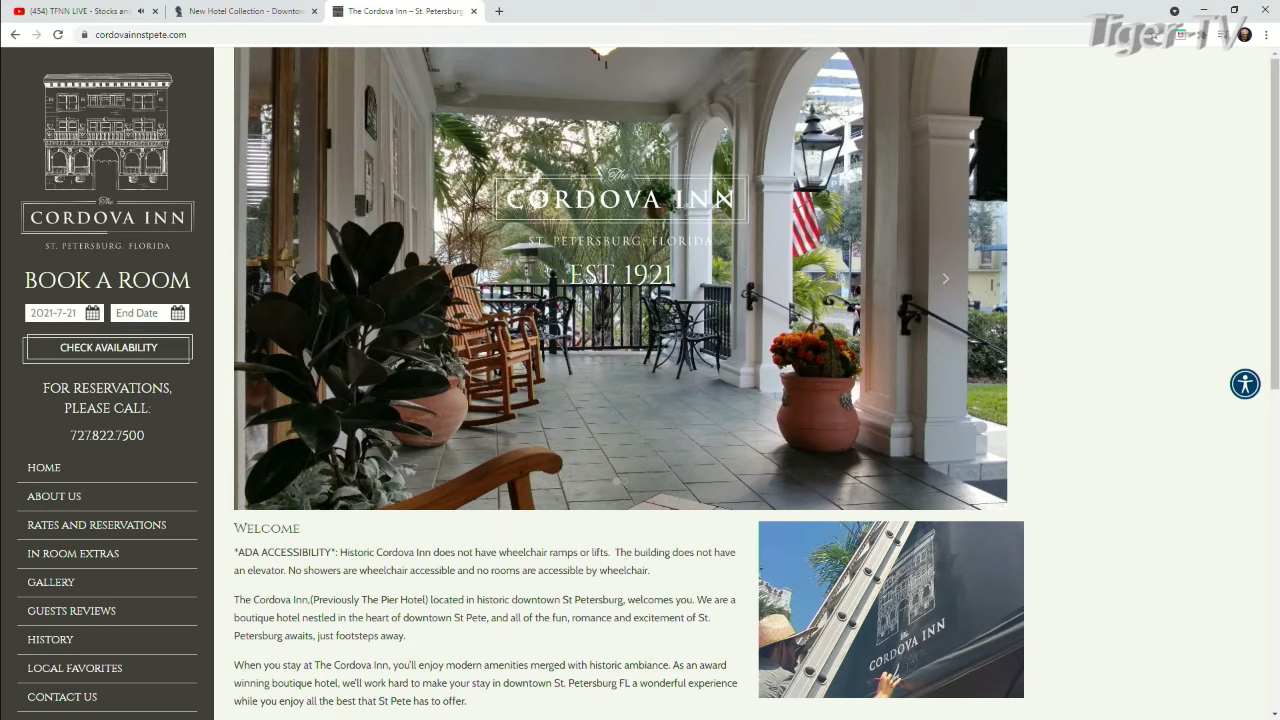 (454) TFNN LIVE - Stocks and
New Hotel Collection - Downtow
The Cordova Inn – St. Petersburg,
cordovainnstpete.com
Tiger TV
The
CORDOVA INN
ST. PETERSBURG, FLORIDA
BOOK A ROOM
2021-7-21
End Date
CHECK AVAILABILITY
FOR RESERVATIONS,
PLEASE CALL:
727.822.7500
HOME
ABOUT US
RATES AND RESERVATIONS
IN ROOM EXTRAS
GALLERY
GUESTS REVIEWS
HISTORY
LOCAL FAVORITES
CONTACT US
The
CORDOVA INN
ST. PETERSBURG, FLORIDA
EST. 1921
WELCOME
*ADA ACCESSIBILITY*: Historic Cordova Inn does not have wheelchair ramps or lifts. The building does not have
an elevator. No showers are wheelchair accessible and no rooms are accessible by wheelchair.
The Cordova Inn,(Previously The Pier Hotel) located in historic downtown St Petersburg, welcomes you. We are a
boutique hotel nestled in the heart of downtown St Pete, and all of the fun, romance and excitement of St.
Petersburg awaits, just footsteps away.
When you stay at The Cordova Inn, you'll enjoy modern amenities merged with historic ambiance. As an award
winning boutique hotel, we'll work hard to make your stay in downtown St. Petersburg FL a wonderful experience
while you enjoy all the best that St Pete has to offer.
The
CORDOVA INN